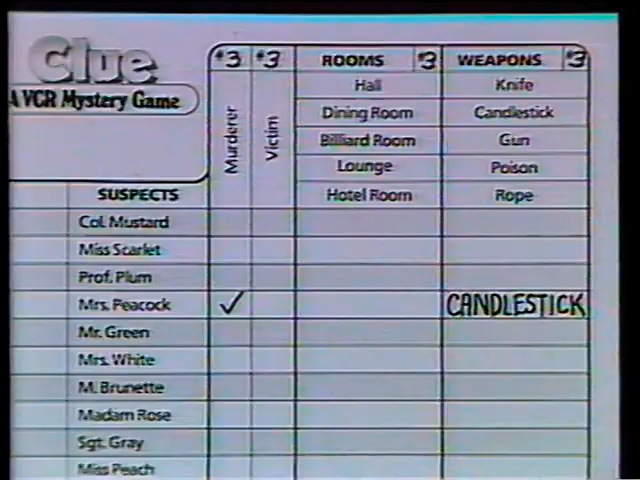 Clue
A VCR Mystery Game
#3 #3 ROOMS #3 WEAPONS #3
Murderer
Victim
Hall Knife
Dining Room Candlestick
Billiard Room Gun
Lounge Poison
Hotel Room Rope
SUSPECTS
Col. Mustard
Miss Scarlet
Prof. Plum
Mrs. Peacock ✓ CANDLESTICK
Mr. Green
Mrs. White
M. Brunette
Madam Rose
Sgt. Gray
Miss Peach